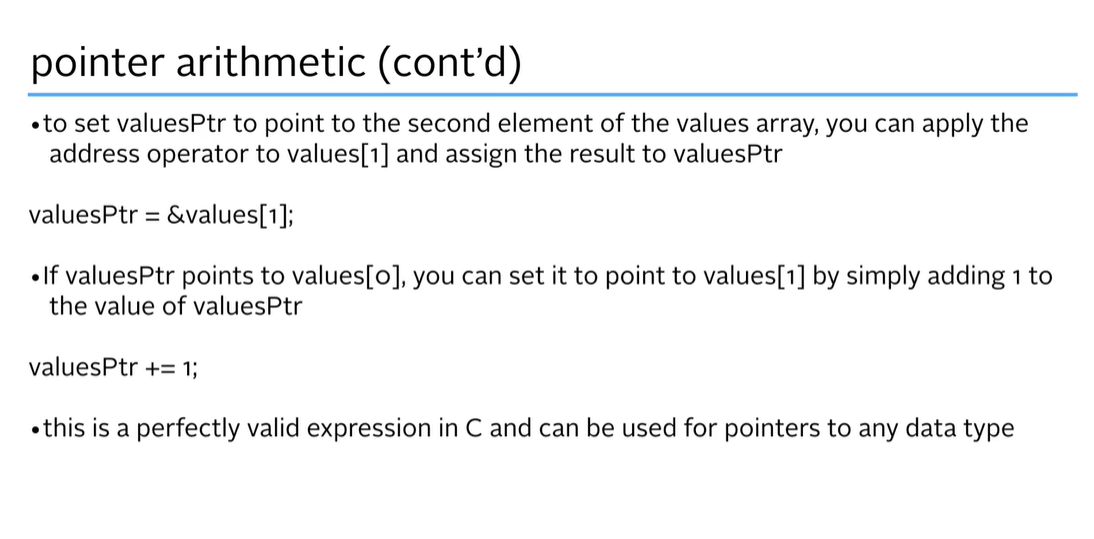 pointer arithmetic (cont’d)
•to set valuesPtr to point to the second element of the values array, you can apply the
address operator to values[1] and assign the result to valuesPtr
valuesPtr = &values[1];
•If valuesPtr points to values[0], you can set it to point to values[1] by simply adding 1 to
the value of valuesPtr
valuesPtr += 1;
•this is a perfectly valid expression in C and can be used for pointers to any data type